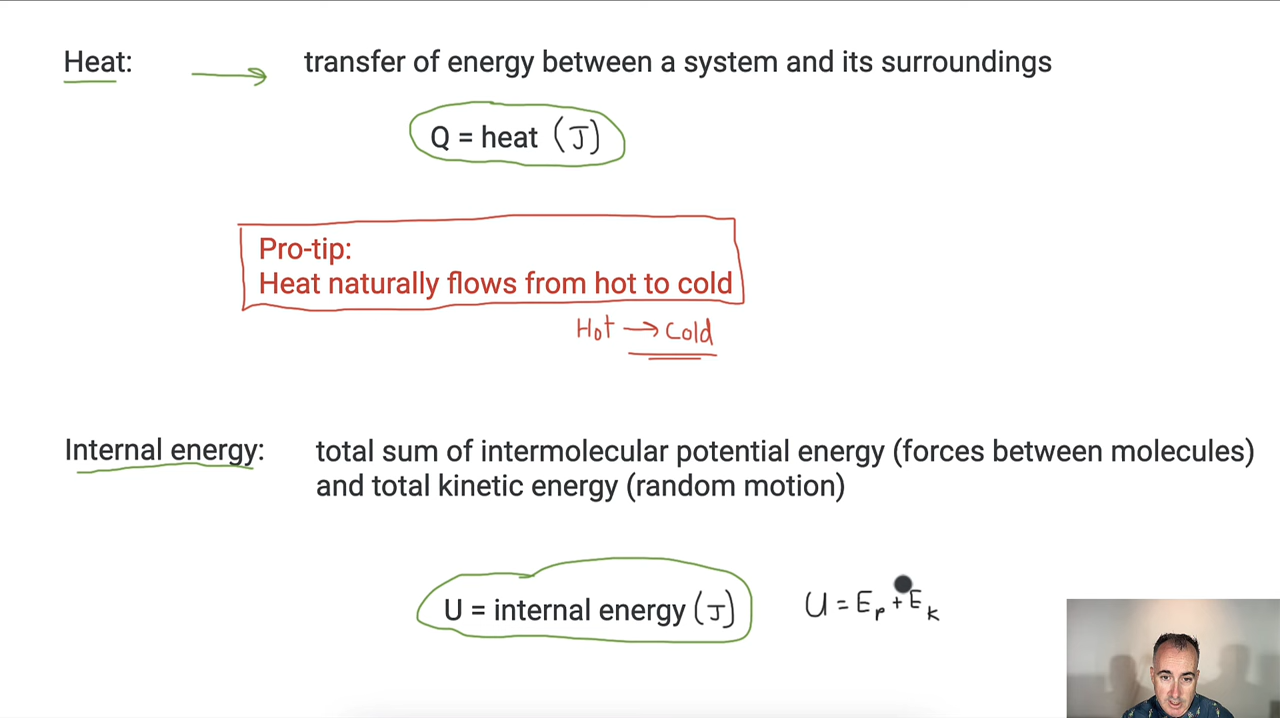 Heat: transfer of energy between a system and its surroundings
Q = heat (J)
Pro-tip:
Heat naturally flows from hot to cold
Hot → Cold
Internal energy: total sum of intermolecular potential energy (forces between molecules)
and total kinetic energy (random motion)
U = internal energy (J) U = Ep + Ek